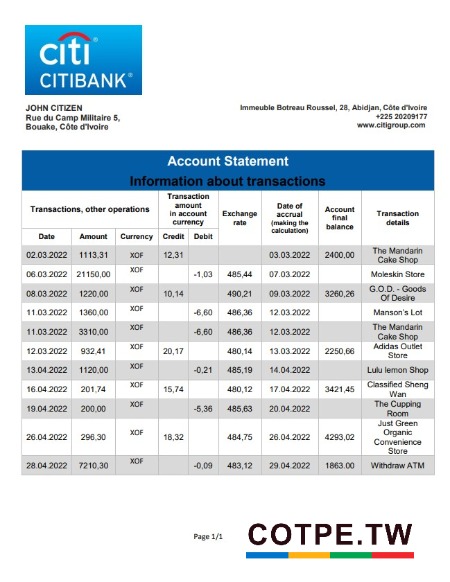 citi
CITIBANK®
JOHN CITIZEN
Rue du Camp Militaire 5,
Bouake, Côte d'Ivoire
Immeuble Botreau Roussel, 28, Abidjan, Côte d'Ivoire
+225 20209177
www.citigroup.com
Account Statement
Information about transactions
Transactions, other operations
Transaction amount in account currency
Exchange rate
Date of accrual (making the calculation)
Account final balance
Transaction details
Date Amount Currency Credit Debit
02.03.2022 1113,31 XOF 12,31 03.03.2022 2400,00 The Mandarin Cake Shop
06.03.2022 21150,00 XOF -1,03 485,44 07.03.2022 Moleskin Store
08.03.2022 1220,00 XOF 10,14 490,21 09.03.2022 3260,26 G.O.D. - Goods Of Desire
11.03.2022 1360,00 XOF -6,60 486,36 12.03.2022 Manson's Lot
11.03.2022 3310,00 XOF -6,60 486,36 12.03.2022 The Mandarin Cake Shop
12.03.2022 932,41 XOF 20,17 480,14 13.03.2022 2250,66 Adidas Outlet Store
13.04.2022 1120,00 XOF -0,21 485,19 14.04.2022 Lulu lemon Shop
16.04.2022 201,74 XOF 15,74 480,12 17.04.2022 3421,45 Classified Sheng Wan
19.04.2022 200,00 XOF -5,36 485,63 20.04.2022 The Cupping Room
26.04.2022 296,30 XOF 18,32 484,75 26.04.2022 4293,02 Just Green Organic Convenience Store
28.04.2022 7210,30 XOF -0,09 483,12 29.04.2022 1863.00 Withdraw ATM
Page 1/1
COTPE.TW